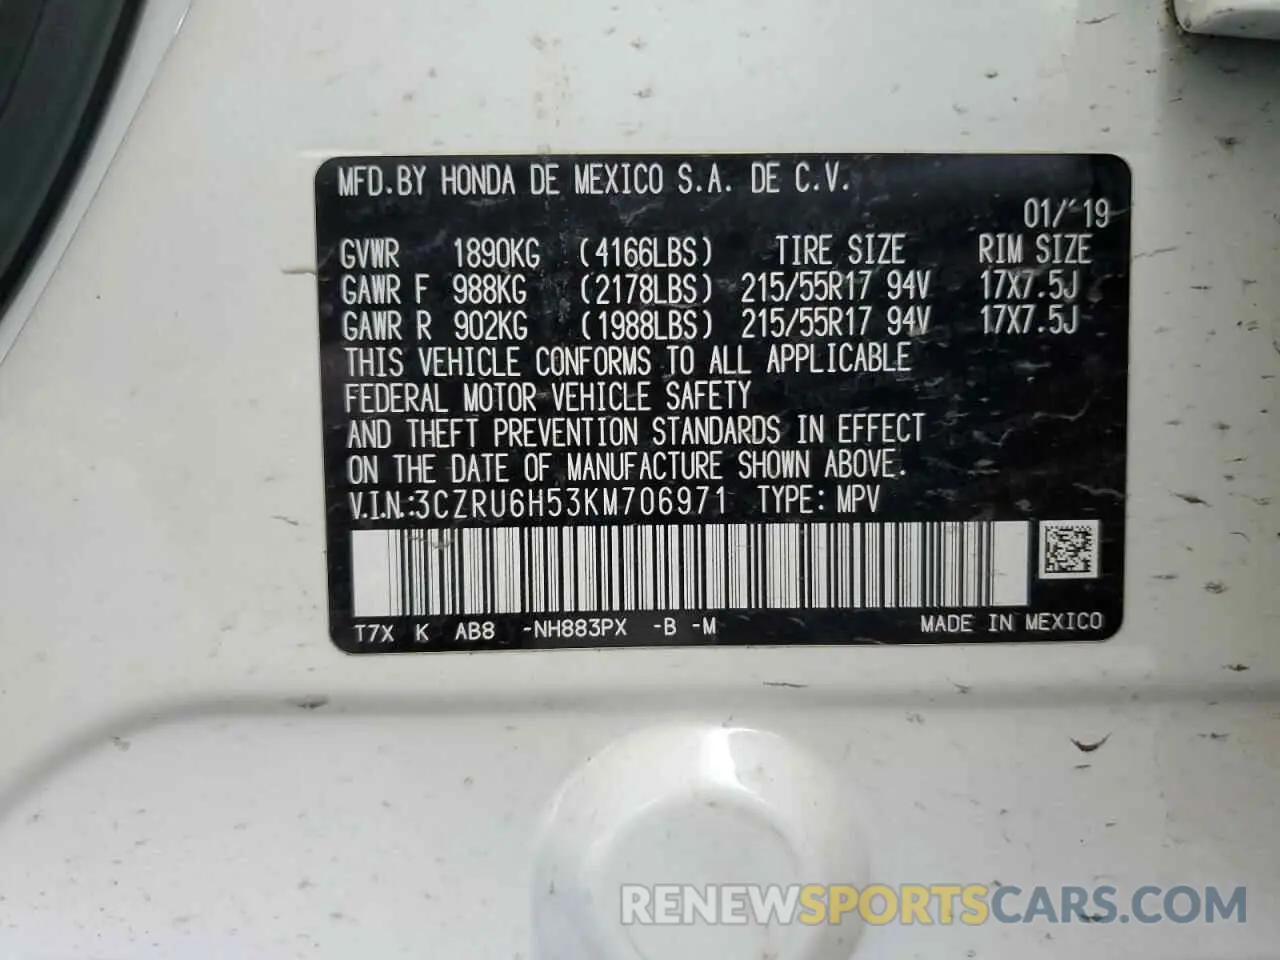 MFD.BY HONDA DE MEXICO S.A. DE C.V.
01/'19
GVWR 1890KG (4166LBS) TIRE SIZE RIM SIZE
GAWR F 988KG (2178LBS) 215/55R17 94V 17X7.5J
GAWR R 902KG (1988LBS) 215/55R17 94V 17X7.5J
THIS VEHICLE CONFORMS TO ALL APPLICABLE
FEDERAL MOTOR VEHICLE SAFETY
AND THEFT PREVENTION STANDARDS IN EFFECT
ON THE DATE OF MANUFACTURE SHOWN ABOVE.
V.I.N.:3CZRU6H53KM706971 TYPE: MPV
T7X K AB8 -NH883PX -B -M MADE IN MEXICO
RENEWSPORTSCARS.COM